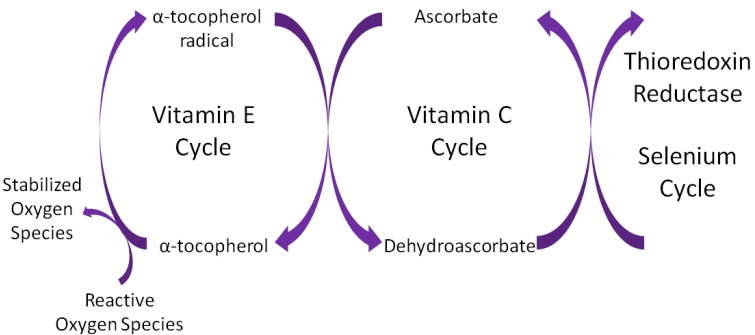 α-tocopherol
radical
Ascorbate
Thioredoxin
Reductase
Vitamin E
Cycle
Vitamin C
Cycle
Selenium
Cycle
Stabilized
Oxygen
Species
α-tocopherol
Dehydroascorbate
Reactive
Oxygen Species